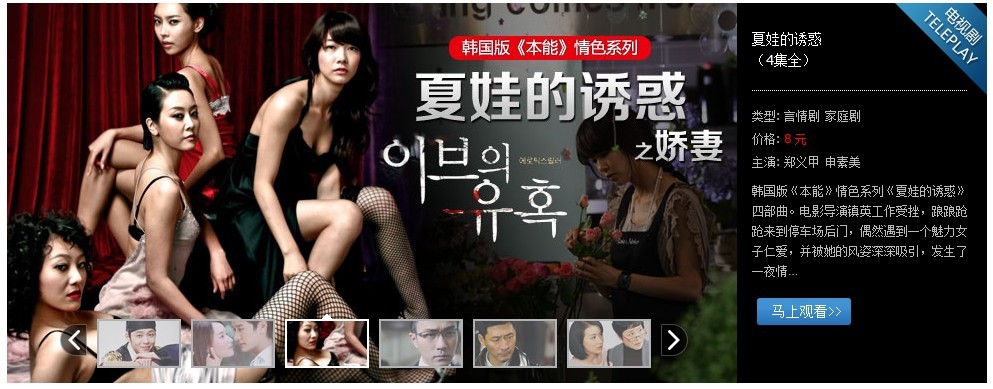 韩国版《本能》情色系列
夏娃的诱惑
之娇妻
이브의
에로틱스릴러
유혹
电视剧
TELEPLAY
夏娃的诱惑
（4集全）
类型: 言情剧 家庭剧
价格: 8 元
主演: 郑义甲 申素美
韩国版《本能》情色系列《夏娃的诱惑》
四部曲。电影导演镇英工作受挫，踉踉跄
跄来到停车场后门，偶然遇到一个魅力女
子仁爱，并被她的风姿深深吸引，发生了
一夜情...
马上观看>>